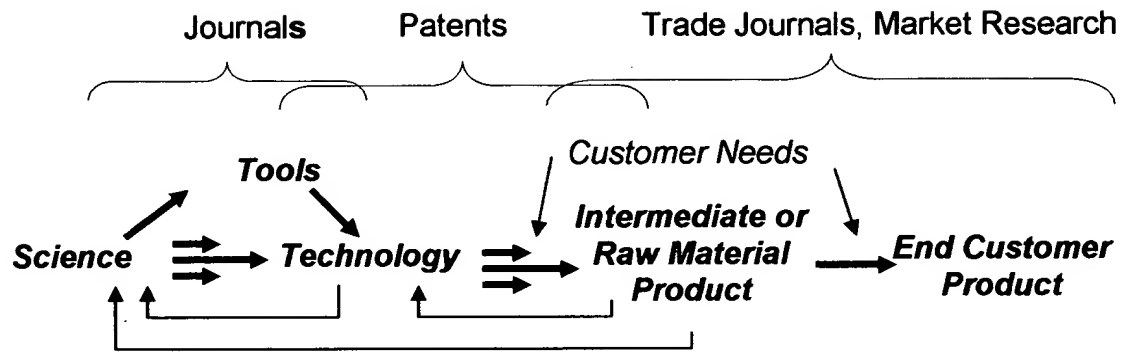 Journals Patents Trade Journals, Market Research
Customer Needs
Tools
Intermediate or
Science Technology Raw Material End Customer
Product Product